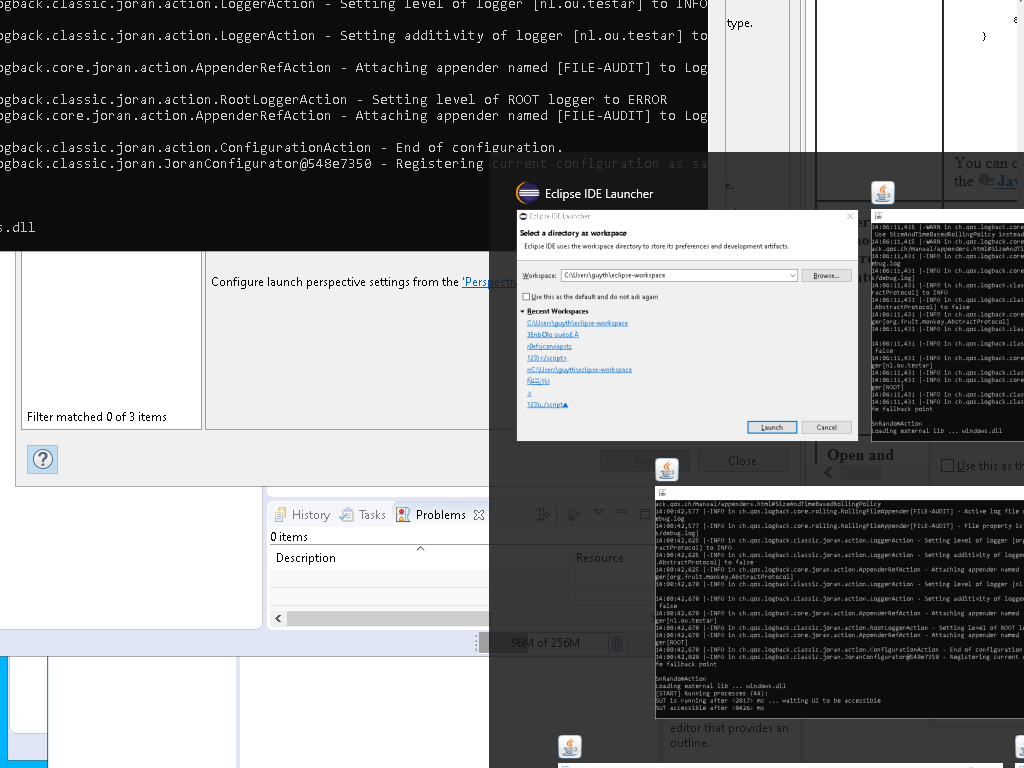 ogback.classic.joran.action.LoggerAction - Setting level of logger [nl.ou.testar] to INFO
ogback.classic.joran.action.LoggerAction - Setting additivity of logger [nl.ou.testar] to
ogback.core.joran.action.AppenderRefAction - Attaching appender named [FILE-AUDIT] to Log
ogback.classic.joran.action.RootLoggerAction - Setting level of ROOT logger to ERROR
ogback.core.joran.action.AppenderRefAction - Attaching appender named [FILE-AUDIT] to Log
ogback.classic.joran.action.ConfigurationAction - End of configuration.
ogback.classic.joran.JoranConfigurator@548e7350 - Registering current configuration as sa
s.dll
type.
}
e.
You can c
the Jav
Configure launch perspective settings from the 'Perspectiv
Filter matched 0 of 3 items
Close
Open and
Use this as th
History
Tasks
Problems
0 items
Description
Resource
96M of 256M
editor that provides an
outline.
Eclipse IDE Launcher
Eclipse IDE Launcher
Select a directory as workspace
Eclipse IDE uses the workspace directory to store its preferences and development artifacts.
Workspace:
C:\Users\guyth\eclipse-workspace
Browse...
Use this as the default and do not ask again
Recent Workspaces
C:\Users\guyth\eclipse-workspace
123))</script>
nC:\Users\guyth\eclipse-workspace
>
Launch
Cancel
14:06:11,415 |-WARN in ch.qos.logback.core
Use SizeAndTimeBasedRollingPolicy instead
14:06:11,415 |-WARN in ch.qos.logback.core
ack.qos.ch/manual/appenders.html#SizeAndTi
14:06:11,431 |-INFO in ch.qos.logback.core
ebug.log
14:06:11,431 |-INFO in ch.qos.logback.core
s/debug.log]
14:06:11,431 |-INFO in ch.qos.logback.clas
ractProtocol] to INFO
14:06:11,431 |-INFO in ch.qos.logback.clas
.AbstractProtocol] to false
14:06:11,431 |-INFO in ch.qos.logback.core
ger[org.fruit.monkey.AbstractProtocol]
14:06:11,431 |-INFO in ch.qos.logback.clas
14:06:11,431 |-INFO in ch.qos.logback.clas
false
14:06:11,431 |-INFO in ch.qos.logback.core
ger[nl.ou.testar]
14:06:11,431 |-INFO in ch.qos.logback.clas
14:06:11,431 |-INFO in ch.qos.logback.core
ger[ROOT]
14:06:11,431 |-INFO in ch.qos.logback.clas
14:06:11,431 |-INFO in ch.qos.logback.clas
fe fallback point
SnRandomAction
Loading external lib ... windows.dll
ack.qos.ch/manual/appenders.html#SizeAndTimeBasedRollingPolicy
14:00:42,577 |-INFO in ch.qos.logback.core.rolling.RollingFileAppender[FILE-AUDIT] - Active log file
ebug.log
14:00:42,577 |-INFO in ch.qos.logback.core.rolling.RollingFileAppender[FILE-AUDIT] - File property is
s/debug.log]
14:00:42,625 |-INFO in ch.qos.logback.classic.joran.action.LoggerAction - Setting level of logger [org
ractProtocol] to INFO
14:00:42,625 |-INFO in ch.qos.logback.classic.joran.action.LoggerAction - Setting additivity of logger
.AbstractProtocol] to false
14:00:42,625 |-INFO in ch.qos.logback.core.joran.action.AppenderRefAction - Attaching appender named
ger[org.fruit.monkey.AbstractProtocol]
14:00:42,670 |-INFO in ch.qos.logback.classic.joran.action.LoggerAction - Setting level of logger [nl
14:00:42,670 |-INFO in ch.qos.logback.classic.joran.action.LoggerAction - Setting additivity of logger
false
14:00:42,670 |-INFO in ch.qos.logback.core.joran.action.AppenderRefAction - Attaching appender named
ger[nl.ou.testar]
14:00:42,670 |-INFO in ch.qos.logback.classic.joran.action.RootLoggerAction - Setting level of ROOT lo
14:00:42,670 |-INFO in ch.qos.logback.core.joran.action.AppenderRefAction - Attaching appender named
ger[ROOT]
14:00:42,670 |-INFO in ch.qos.logback.classic.joran.action.ConfigurationAction - End of configuration
14:00:42,828 |-INFO in ch.qos.logback.classic.joran.JoranConfigurator@548e7350 - Registering current
fe fallback point
SnRandomAction
Loading external lib ... windows.dll
[START] Running processes (44):
SUT is running after <2017> ms ... waiting UI to be accessible
SUT accessible after <8426> ms